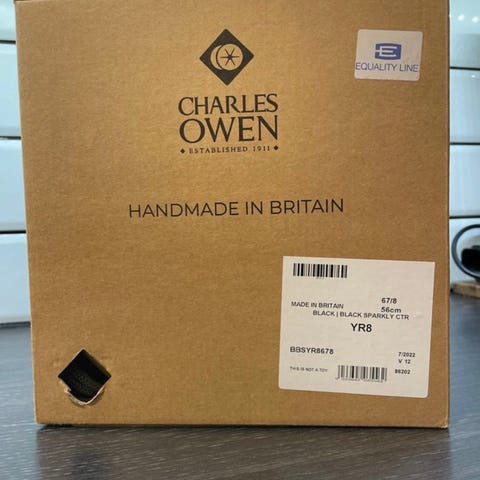 EQUALITY LINE
CHARLES
OWEN
ESTABLISHED 1911
HANDMADE IN BRITAIN
MADE IN BRITAIN 67/8
56cm
BLACK | BLACK SPARKLY CTR
YR8
BBSYR8678 7/2022
V 12
THIS IS NOT A TOY 86202